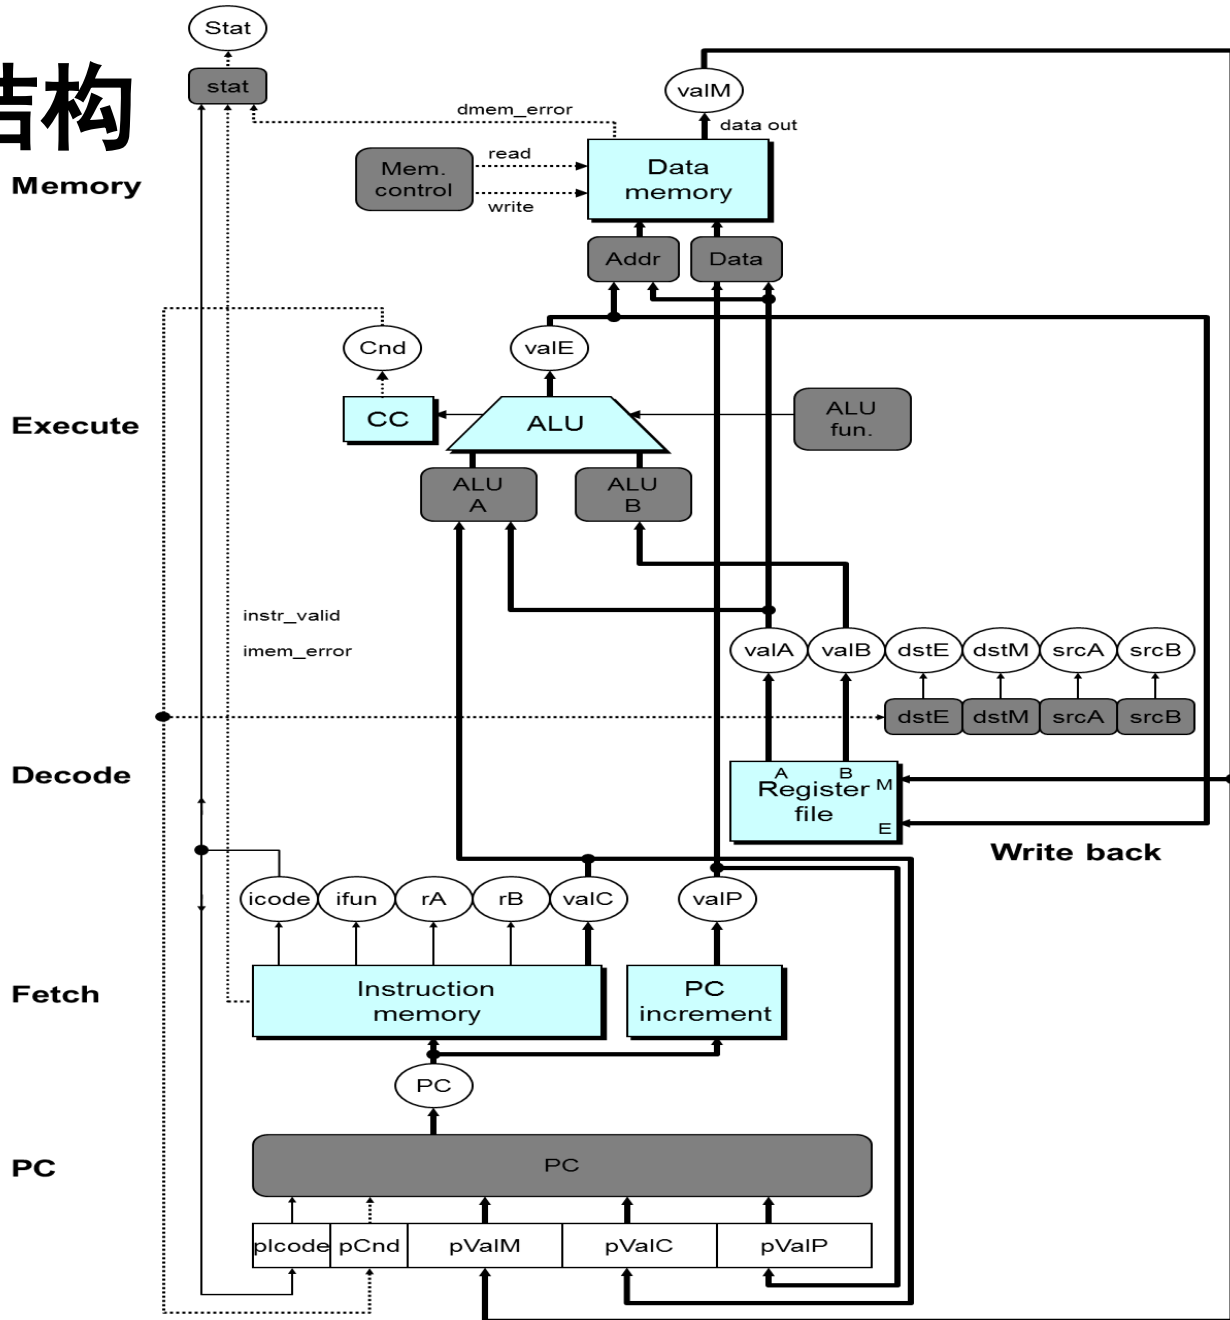 Stat
结构
stat
valM
dmem_error
data out
read
Mem.
control
Data
memory
Memory
write
Addr
Data
Cnd
valE
CC
ALU
ALU
fun.
Execute
ALU
A
ALU
B
instr_valid
imem_error
valA
valB
dstE
dstM
srcA
srcB
dstE
dstM
srcA
srcB
Decode
A
B
M
Register
file
E
Write back
icode
ifun
rA
rB
valC
valP
Fetch
Instruction
memory
PC
increment
PC
PC
PC
pIcode
pCnd
pValM
pValC
pValP